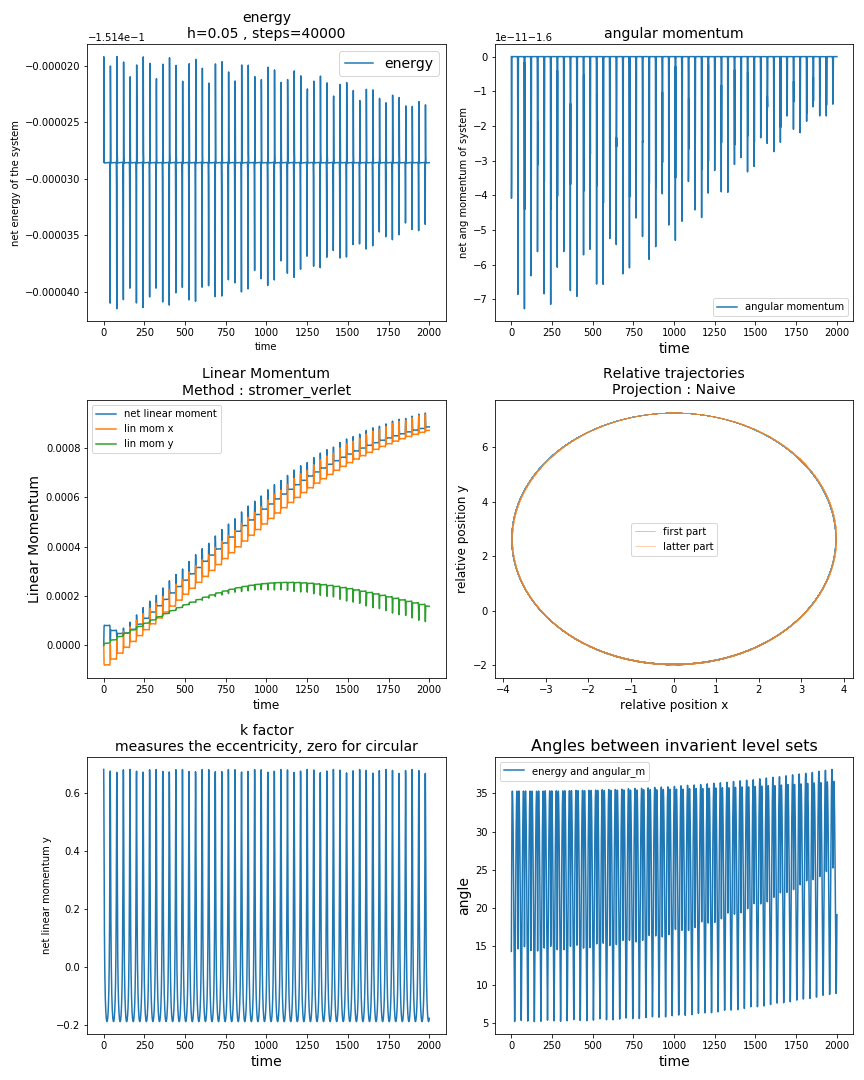 energy
h=0.05 , steps=40000
−1.514e−1
−0.000020
−0.000025
−0.000030
−0.000035
−0.000040
net energy of the system
energy
0 250 500 750 1000 1250 1500 1750 2000
time
angular momentum
1e−11−1.6
0
−1
−2
−3
−4
−5
−6
−7
net ang momentum of system
angular momentum
0 250 500 750 1000 1250 1500 1750 2000
time
Linear Momentum
Method : stromer_verlet
0.0008
0.0006
0.0004
0.0002
0.0000
Linear Momentum
net linear moment
lin mom x
lin mom y
0 250 500 750 1000 1250 1500 1750 2000
time
Relative trajectories
Projection : Naive
6
4
2
0
−2
relative position y
first part
latter part
−4 −3 −2 −1 0 1 2 3 4
relative position x
k factor
measures the eccentricity, zero for circular
0.6
0.4
0.2
0.0
−0.2
net linear momentum y
0 250 500 750 1000 1250 1500 1750 2000
time
Angles between invarient level sets
35
30
25
20
15
10
5
angle
energy and angular_m
0 250 500 750 1000 1250 1500 1750 2000
time